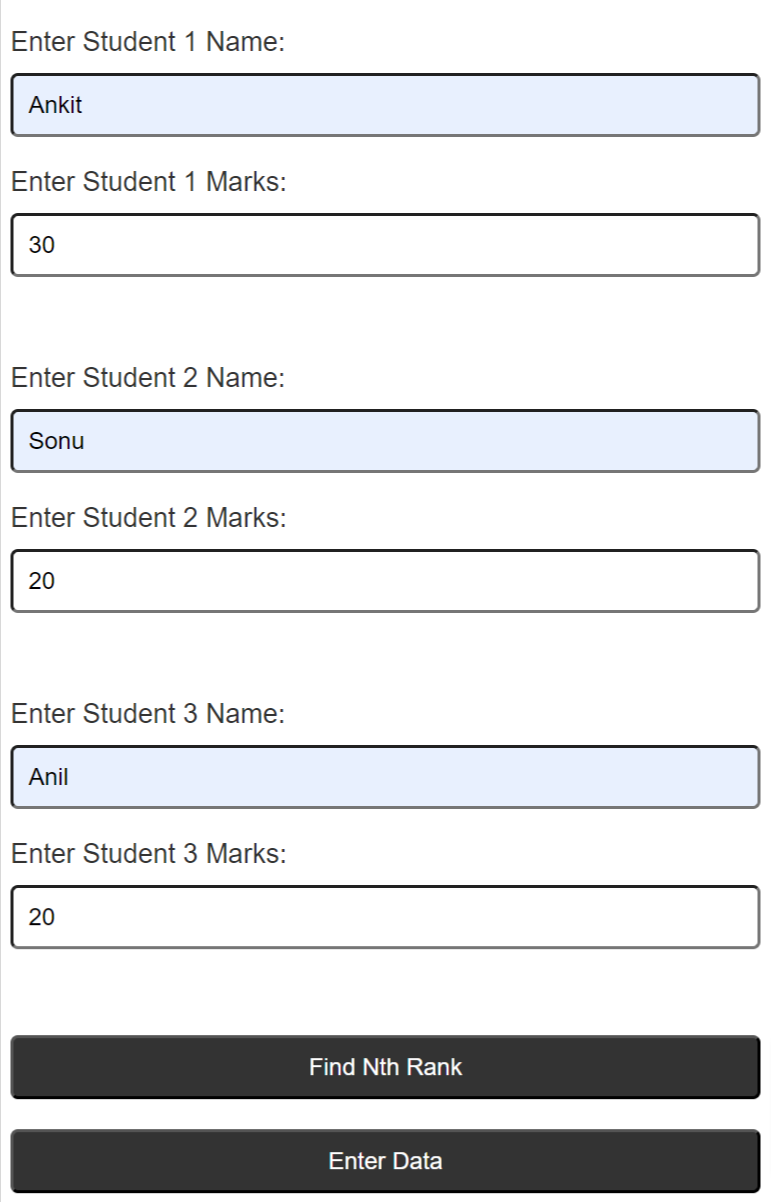 Enter Student 1 Name:
Ankit
Enter Student 1 Marks:
30
Enter Student 2 Name:
Sonu
Enter Student 2 Marks:
20
Enter Student 3 Name:
Anil
Enter Student 3 Marks:
20
Find Nth Rank
Enter Data